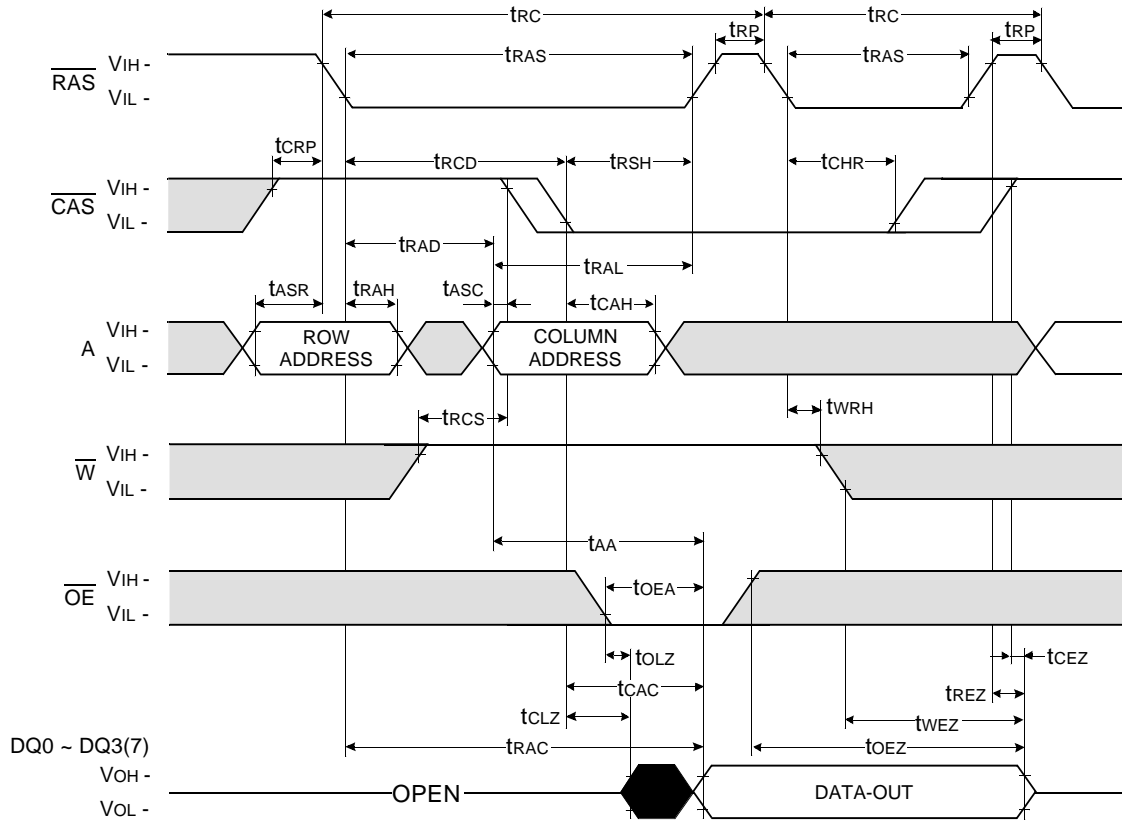 tRC tRC
tRP tRP
tRAS tRAS
VIH -
RAS
VIL -
tCRP tRCD tRSH tCHR
VIH -
CAS
VIL -
tRAD tRAL
tASR tRAH tASC tCAH
VIH -
A
VIL -
ROW ADDRESS
COLUMN ADDRESS
tWRH
tRCS
VIH -
W
VIL -
tAA
VIH -
OE
VIL -
tOEA
tOLZ tCEZ
tCAC tREZ
tCLZ tWEZ
DQ0 ~ DQ3(7) tRAC tOEZ
VOH -
VOL -
OPEN DATA-OUT